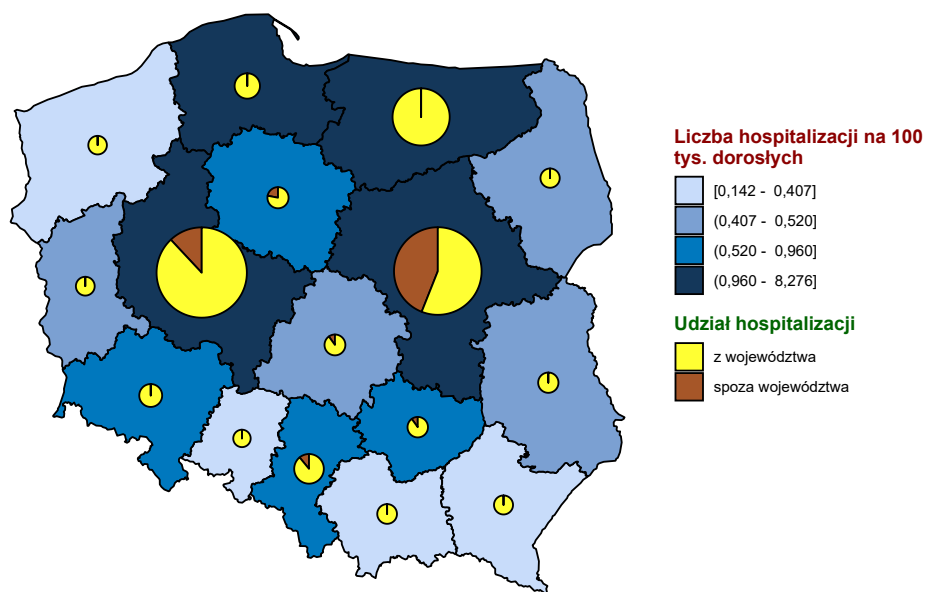 Liczba hospitalizacji na 100
tys. dorosłych
[0,142 - 0,407]
(0,407 - 0,520]
(0,520 - 0,960]
(0,960 - 8,276]
Udział hospitalizacji
z województwa
spoza województwa